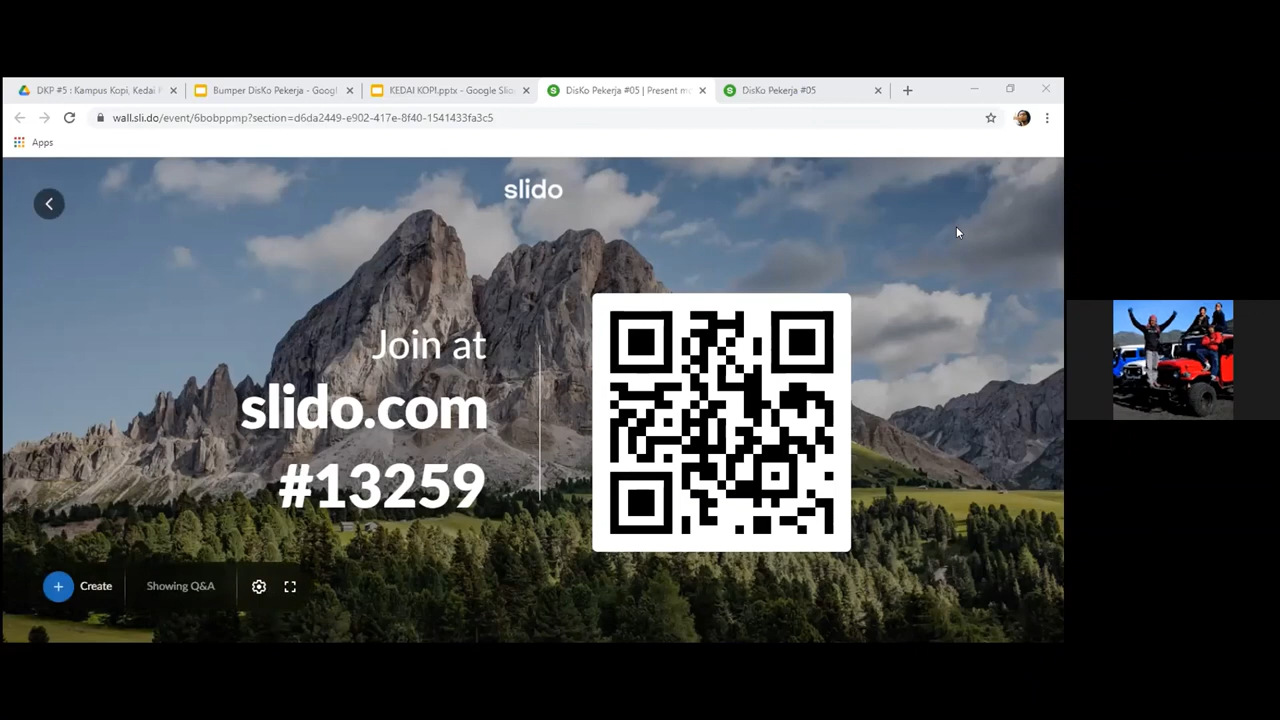 DKP #5 : Kampus Kopi, Kedai
Bumper DisKo Pekerja - Goog
KEDAI KOPI.pptx - Google Slid
DisKo Pekerja #05 | Present mo
DisKo Pekerja #05
wall.sli.do/event/6bobppmp?section=d6da2449-e902-417e-8f40-1541433fa3c5
Apps
slido
Join at
slido.com
#13259
Create
Showing Q&A